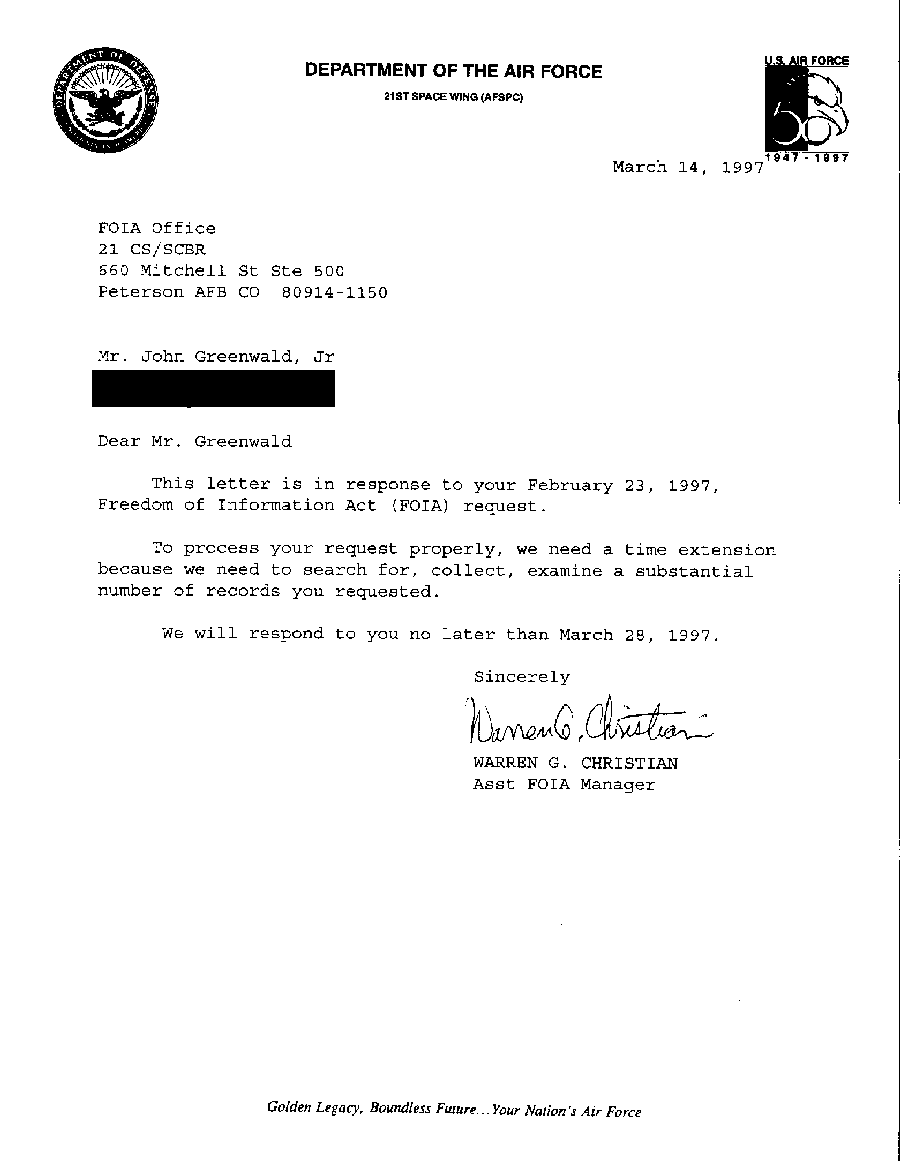 DEPARTMENT OF DEFENSE
DEPARTMENT OF THE AIR FORCE
21ST SPACE WING (AFSPC)
U.S. AIR FORCE
50
1947 - 1997
March 14, 1997
FOIA Office
21 CS/SCBR
660 Mitchell St Ste 500
Peterson AFB CO 80914-1150
Mr. John Greenwald, Jr
Dear Mr. Greenwald
This letter is in response to your February 23, 1997,
Freedom of Information Act (FOIA) request.
To process your request properly, we need a time extension
because we need to search for, collect, examine a substantial
number of records you requested.
We will respond to you no later than March 28, 1997.
Sincerely
Warren G. Christian
WARREN G. CHRISTIAN
Asst FOIA Manager
Golden Legacy, Boundless Future...Your Nation's Air Force